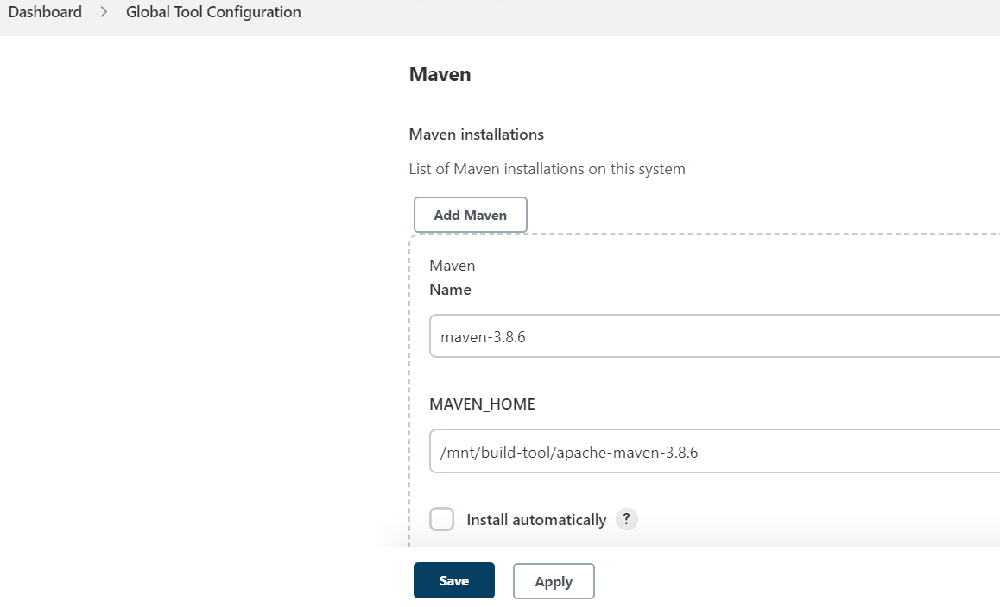 Dashboard > Global Tool Configuration
Maven
Maven installations
List of Maven installations on this system
Add Maven
Maven
Name
maven-3.8.6
MAVEN_HOME
/mnt/build-tool/apache-maven-3.8.6
Install automatically ?
Save Apply